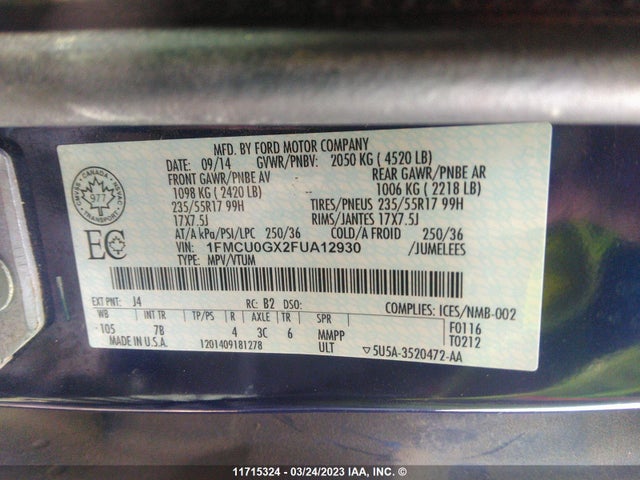 MFD. BY FORD MOTOR COMPANY
DATE: 09/14 GVWR/PNBV: 2050 KG ( 4520 LB)
FRONT GAWR/PNBE AV REAR GAWR/PNBE AR
1098 KG ( 2420 LB) -- 1006 KG ( 2218 LB)
235/55R17 99H TIRES/PNEUS 235/55R17 99H
17X7.5J RIMS/JANTES 17X7.5J
AT/A kPa/PSI/LPC 250/36 COLD/A FROID 250/36
VIN: 1FMCU0GX2FUA12930 /JUMELEES
TYPE: MPV/VTUM
CANADA
977
TRANSPORT
EC
EXT PNT: J4 RC: B2 DSO: COMPLIES: ICES/NMB-002
WB INT TR TP/PS R AXLE TR SPR F0116
105 7B 4 3C 6 MMPP T0212
MADE IN U.S.A. 1201409181278 ULT ▽5U5A-3520472-AA
11715324 - 03/24/2023 IAA, INC. ©